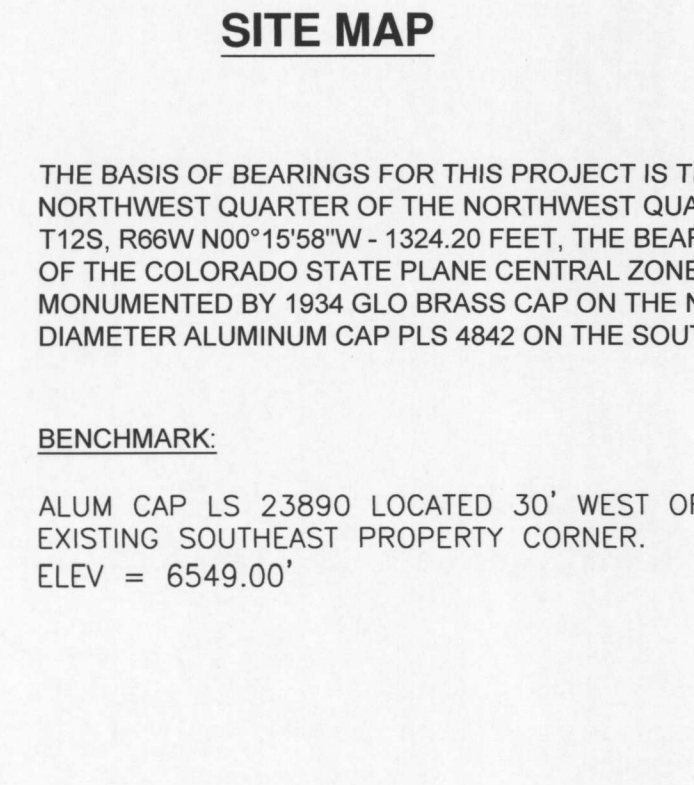 SITE MAP
THE BASIS OF BEARINGS FOR THIS PROJECT IS
NORTHWEST QUARTER OF THE NORTHWEST
T12S, R66W N00°15'58"W - 1324.20 FEET, THE
OF THE COLORADO STATE PLANE CENTRAL ZONE
MONUMENTED BY 1934 GLO BRASS CAP ON THE
DIAMETER ALUMINUM CAP PLS 4842 ON THE
BENCHMARK:
ALUM CAP LS 23890 LOCATED 30' WEST OF
EXISTING SOUTHEAST PROPERTY CORNER.
ELEV = 6549.00'